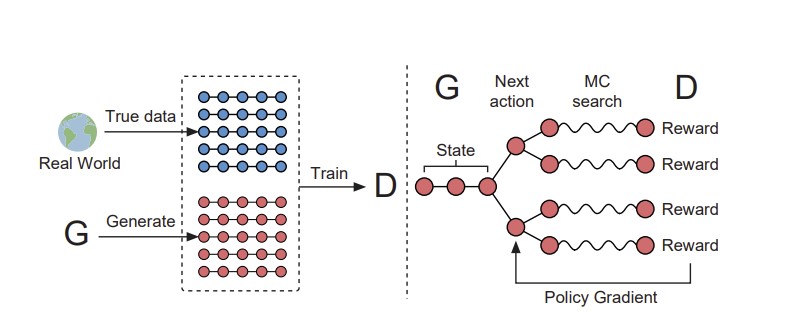 True data
Real World
G
Generate
Train
D
G
Next
action
MC
search
D
State
Reward
Reward
Reward
Reward
Policy Gradient